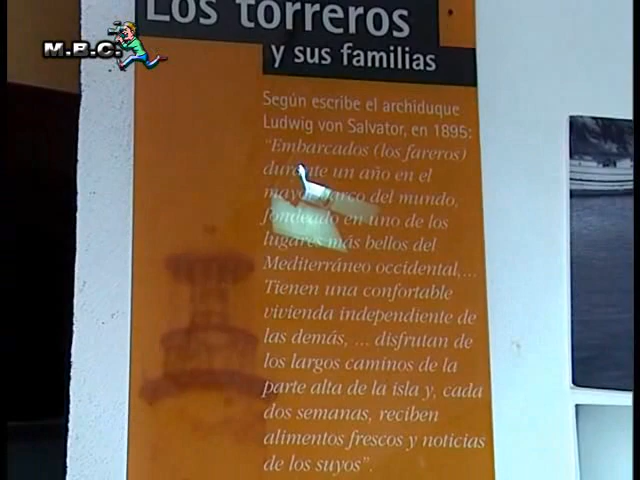 Los torreros
M.B.C.
y sus familias
Según escribe el archiduque
Ludwig von Salvator, en 1895:
"Embarcados (los fareros)
durante un año en el
mayor barco del mundo,
fondeado en uno de los
lugares más bellos del
Mediterráneo occidental,...
Tienen una confortable
vivienda independiente de
las demás, ... disfrutan de
los largos caminos de la
parte alta de la isla y, cada
dos semanas, reciben
alimentos frescos y noticias
de los suyos".